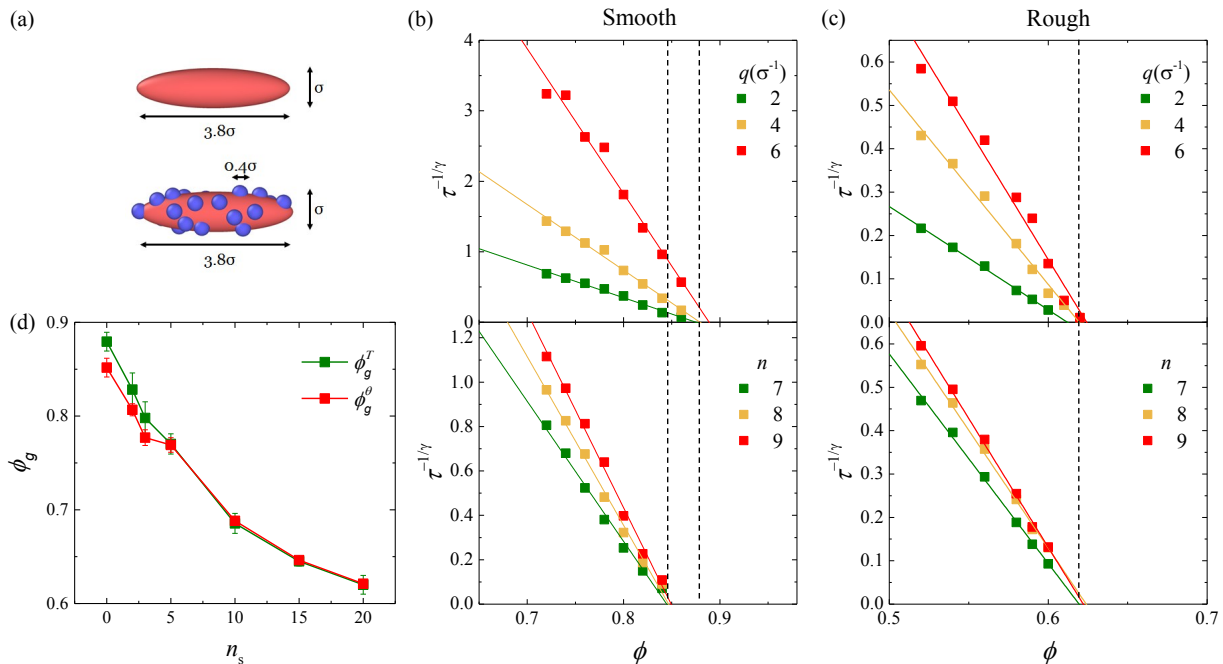 (a)
σ
3.8σ
0.4σ
σ
3.8σ
(b)
Smooth
4
3
2
1
0
τ^{-1/γ}
q(σ^{-1})
2
4
6
1.2
1.0
0.8
0.6
0.4
0.2
0.0
τ^{-1/γ}
n
7
8
9
0.7 0.8 0.9
ϕ
(c)
Rough
0.6
0.5
0.4
0.3
0.2
0.1
0.0
τ^{-1/γ}
q(σ^{-1})
2
4
6
0.6
0.5
0.4
0.3
0.2
0.1
0.0
τ^{-1/γ}
n
7
8
9
0.5 0.6 0.7
ϕ
(d)
0.9
0.8
0.7
0.6
ϕ_g
ϕ_g^T
ϕ_g^θ
0 5 10 15 20
n_s